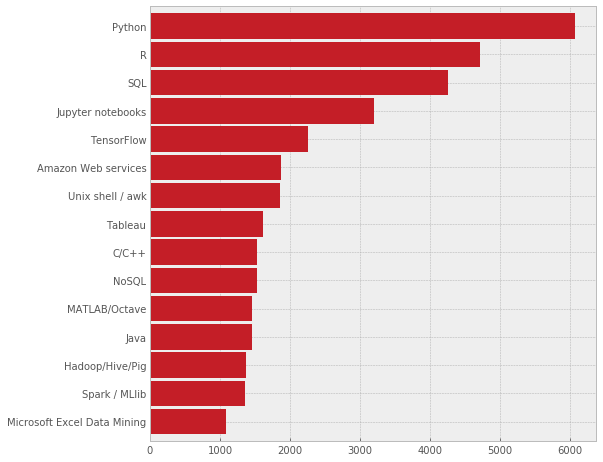 Python
R
SQL
Jupyter notebooks
TensorFlow
Amazon Web services
Unix shell / awk
Tableau
C/C++
NoSQL
MATLAB/Octave
Java
Hadoop/Hive/Pig
Spark / MLlib
Microsoft Excel Data Mining
0 1000 2000 3000 4000 5000 6000